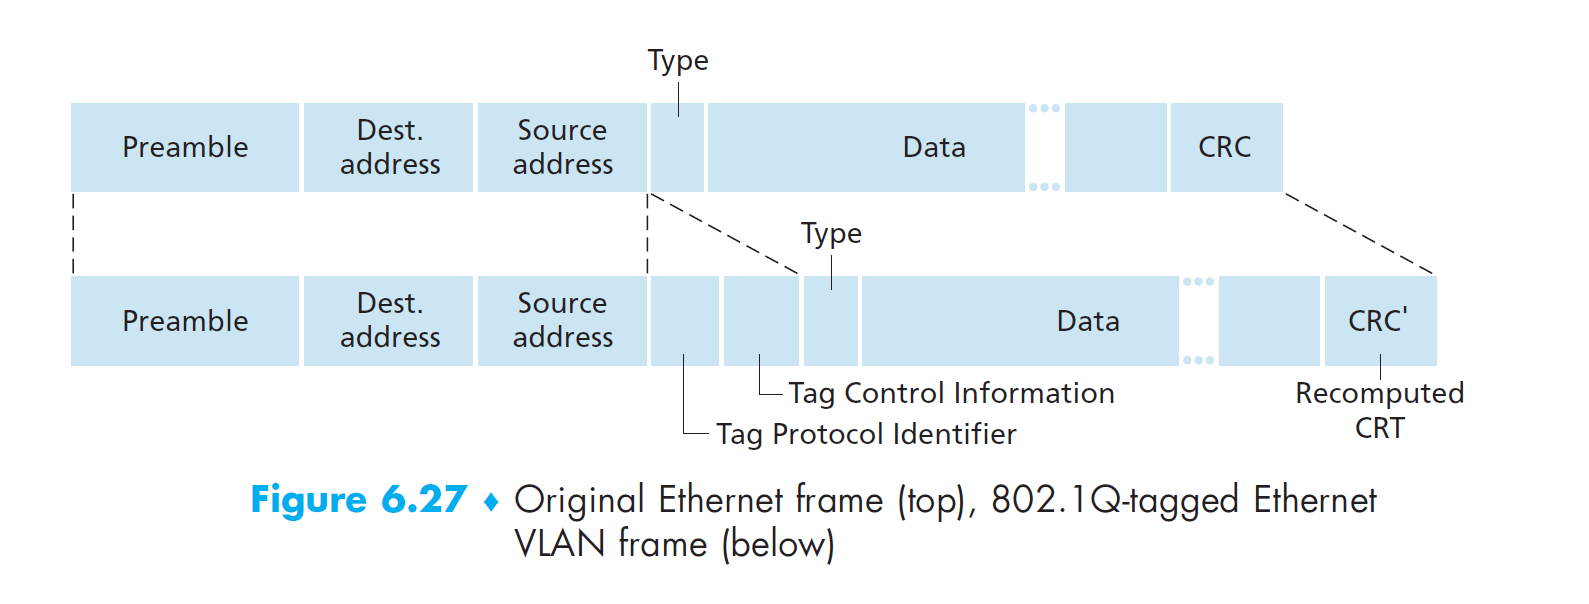 Type
Preamble
Dest.
address
Source
address
Data
CRC
Type
Preamble
Dest.
address
Source
address
Data
CRC'
Tag Control Information
Tag Protocol Identifier
Recomputed
CRT
Figure 6.27 ♦ Original Ethernet frame (top), 802.1Q-tagged Ethernet
VLAN frame (below)